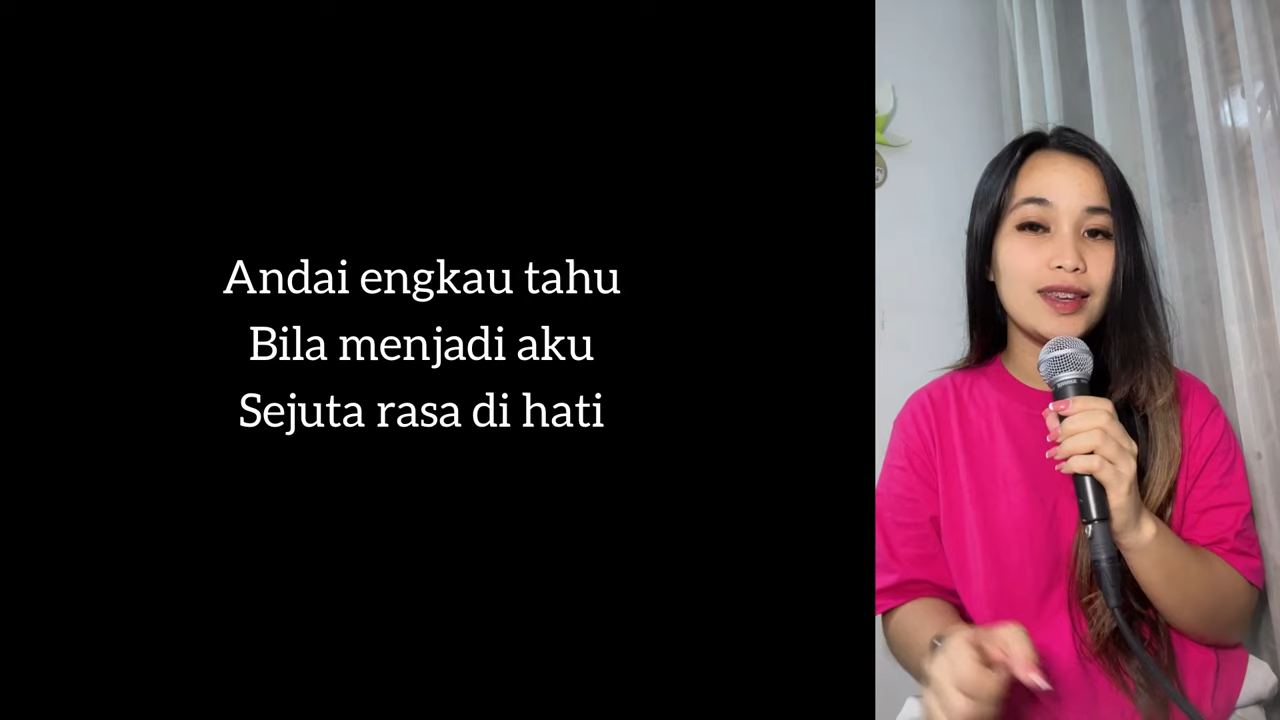 Andai engkau tahu
Bila menjadi aku
Sejuta rasa di hati